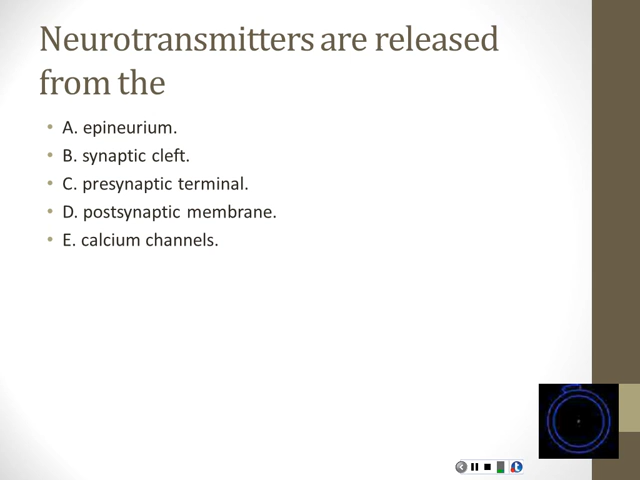 Neurotransmitters are released
from the
• A. epineurium.
• B. synaptic cleft.
• C. presynaptic terminal.
• D. postsynaptic membrane.
• E. calcium channels.